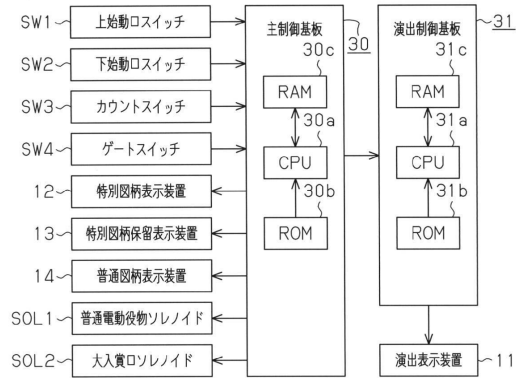 SW1 上始動口スイッチ
SW2 下始動口スイッチ
SW3 カウントスイッチ
SW4 ゲートスイッチ
12 特別図柄表示装置
13 特別図柄保留表示装置
14 普通図柄表示装置
SOL1 普通電動役物ソレノイド
SOL2 大入賞口ソレノイド
主制御基板
30
30c
RAM
30a
CPU
30b
ROM
演出制御基板
31
31c
RAM
31a
CPU
31b
ROM
演出表示装置 11